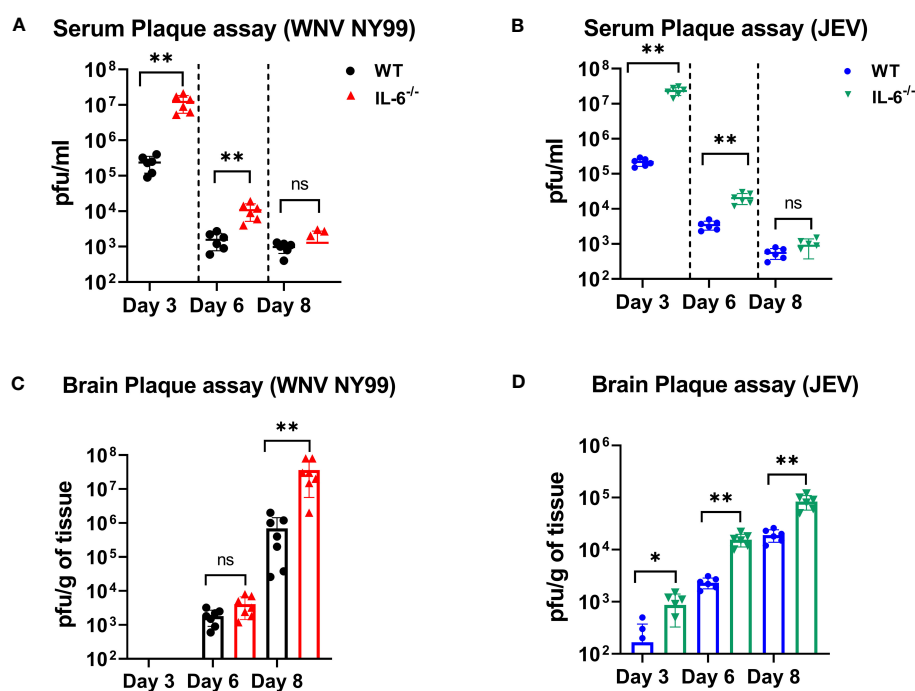 A
Serum Plaque assay (WNV NY99)
pfu/ml
10⁸
10⁷
10⁶
10⁵
10⁴
10³
10²
**
**
ns
WT
IL-6⁻/⁻
Day 3
Day 6
Day 8
B
Serum Plaque assay (JEV)
pfu/ml
10⁸
10⁷
10⁶
10⁵
10⁴
10³
10²
**
**
ns
WT
IL-6⁻/⁻
Day 3
Day 6
Day 8
C
Brain Plaque assay (WNV NY99)
pfu/g of tissue
10⁸
10⁷
10⁶
10⁵
10⁴
10³
10²
ns
**
Day 3
Day 6
Day 8
D
Brain Plaque assay (JEV)
pfu/g of tissue
10⁶
10⁵
10⁴
10³
10²
*
**
**
Day 3
Day 6
Day 8